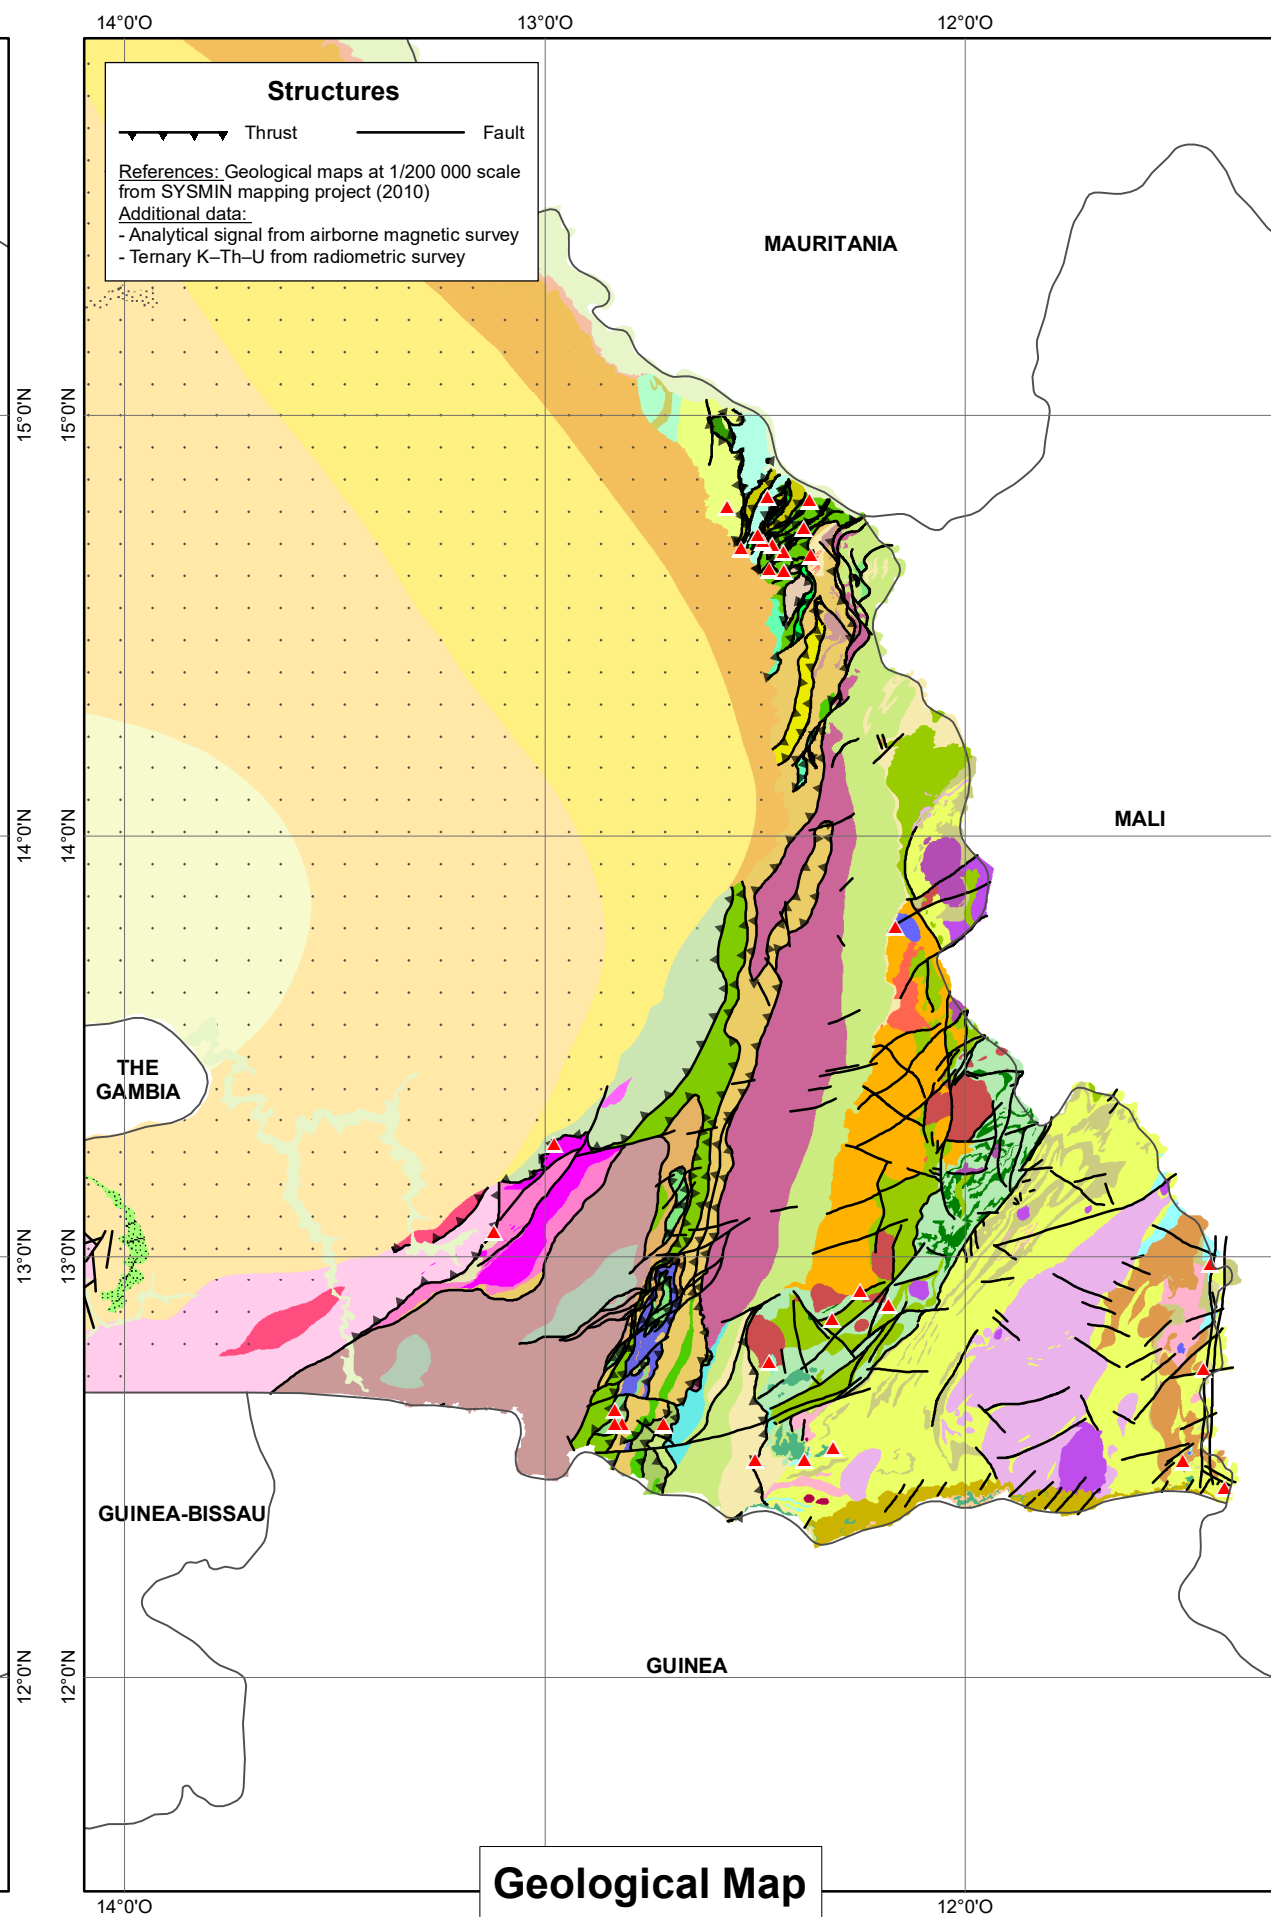 14°0'O
13°0'O
12°0'O
Structures
Thrust
Fault
References: Geological maps at 1/200 000 scale
from SYSMIN mapping project (2010)
Additional data:
- Analytical signal from airborne magnetic survey
- Ternary K–Th–U from radiometric survey
MAURITANIA
15°0'N
15°0'N
MALI
14°0'N
14°0'N
THE
GAMBIA
13°0'N
13°0'N
GUINEA-BISSAU
GUINEA
12°0'N
12°0'N
Geological Map
14°0'O
12°0'O